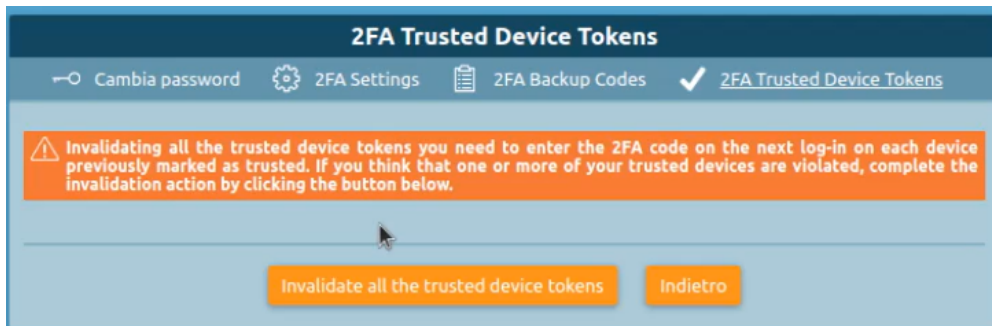 2FA Trusted Device Tokens
Cambia password 2FA Settings 2FA Backup Codes 2FA Trusted Device Tokens
Invalidating all the trusted device tokens you need to enter the 2FA code on the next log-in on each device
previously marked as trusted. If you think that one or more of your trusted devices are violated, complete the
invalidation action by clicking the button below.
Invalidate all the trusted device tokens Indietro